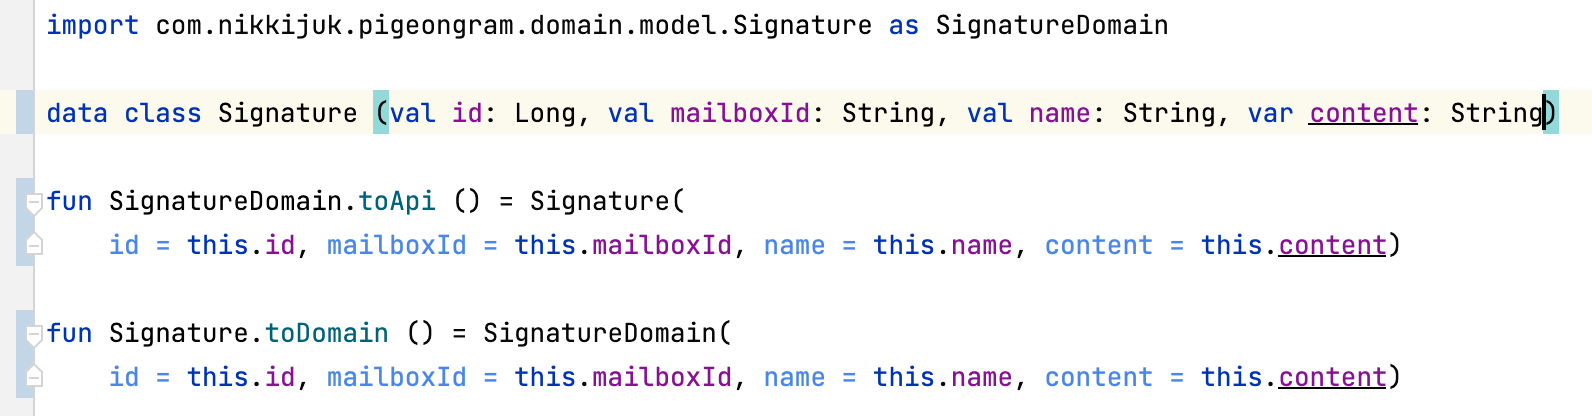 import com.nikkijuk.pigeongram.domain.model.Signature as SignatureDomain
data class Signature (val id: Long, val mailboxId: String, val name: String, var content: String)
fun SignatureDomain.toApi () = Signature(
    id = this.id, mailboxId = this.mailboxId, name = this.name, content = this.content)
fun Signature.toDomain () = SignatureDomain(
    id = this.id, mailboxId = this.mailboxId, name = this.name, content = this.content)